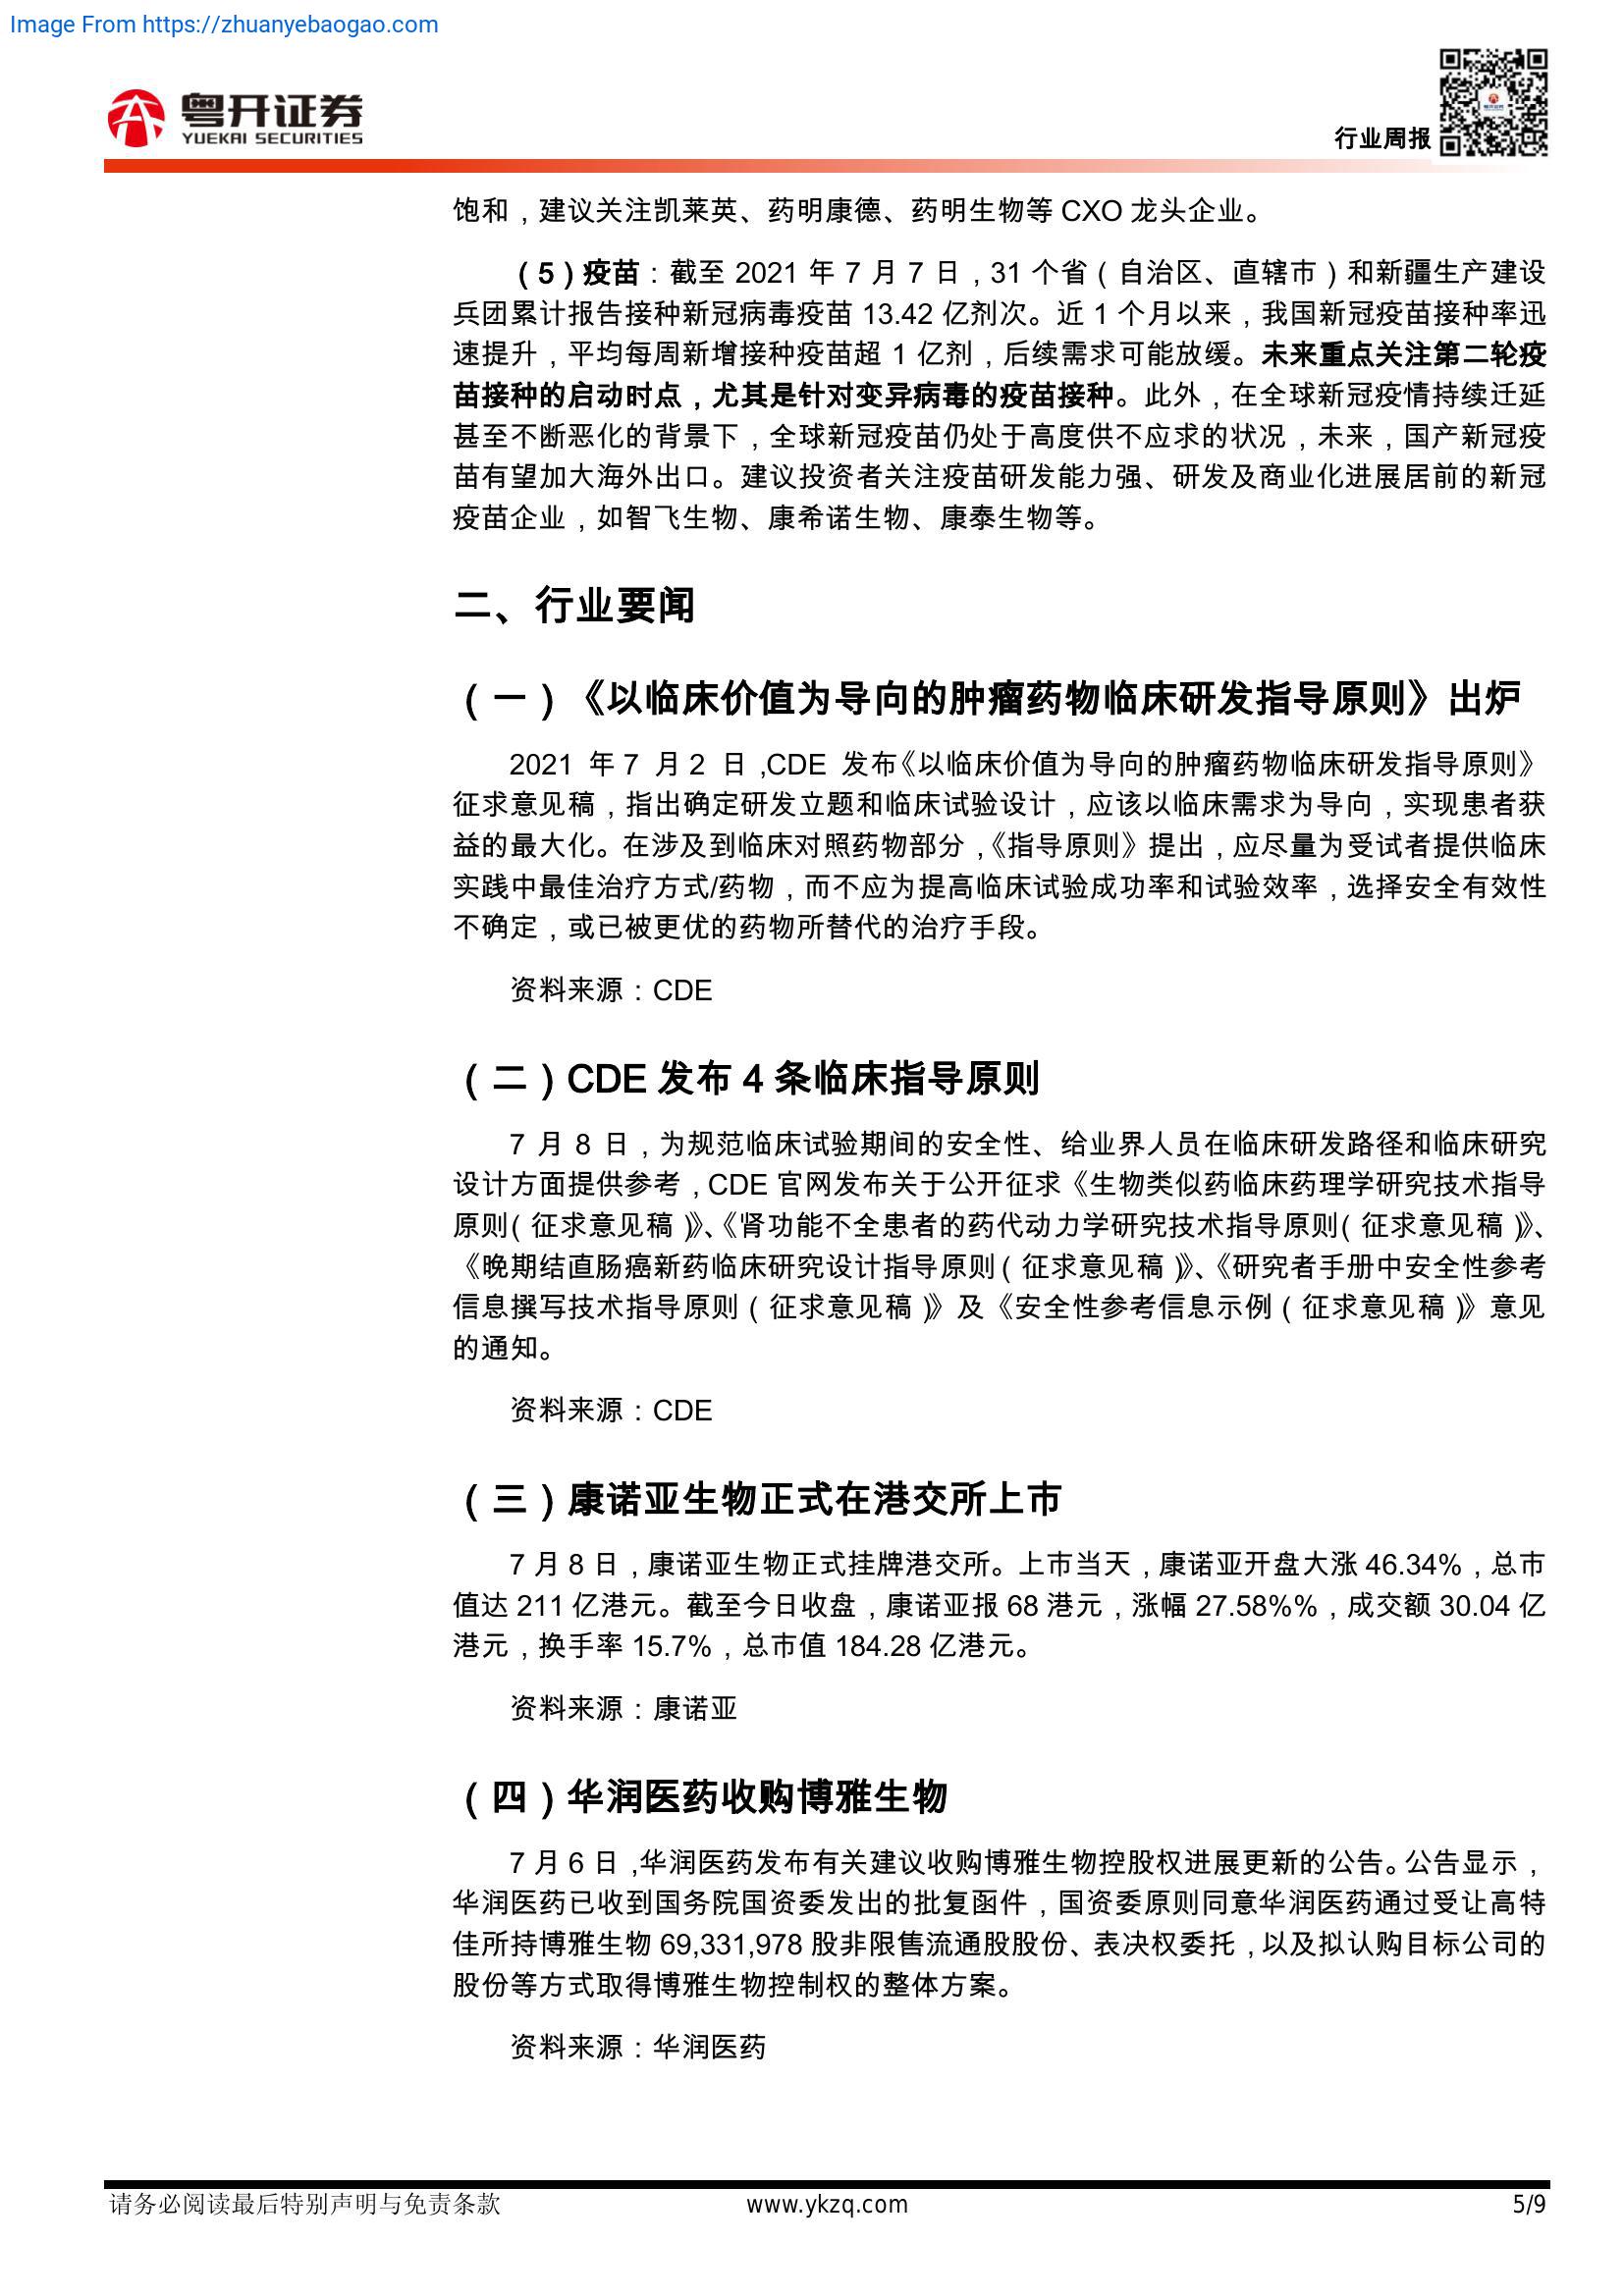 Image From https://zhuanyebaogao.com
粤开证券
YUEKAI SECURITIES
行业周报
饱和，建议关注凯莱英、药明康德、药明生物等 CXO 龙头企业。
（5）疫苗：截至 2021 年 7 月 7 日，31 个省（自治区、直辖市）和新疆生产建设
兵团累计报告接种新冠病毒疫苗 13.42 亿剂次。近 1 个月以来，我国新冠疫苗接种率迅
速提升，平均每周新增接种疫苗超 1 亿剂，后续需求可能放缓。未来重点关注第二轮疫
苗接种的启动时点，尤其是针对变异病毒的疫苗接种。此外，在全球新冠疫情持续迁延
甚至不断恶化的背景下，全球新冠疫苗仍处于高度供不应求的状况，未来，国产新冠疫
苗有望加大海外出口。建议投资者关注疫苗研发能力强、研发及商业化进展居前的新冠
疫苗企业，如智飞生物、康希诺生物、康泰生物等。
二、行业要闻
（一）《以临床价值为导向的肿瘤药物临床研发指导原则》出炉
2021 年 7 月 2 日，CDE 发布《以临床价值为导向的肿瘤药物临床研发指导原则》
征求意见稿，指出确定研发立题和临床试验设计，应该以临床需求为导向，实现患者获
益的最大化。在涉及到临床对照药物部分，《指导原则》提出，应尽量为受试者提供临床
实践中最佳治疗方式/药物，而不应为提高临床试验成功率和试验效率，选择安全有效性
不确定，或已被更优的药物所替代的治疗手段。
资料来源：CDE
（二）CDE 发布 4 条临床指导原则
7 月 8 日，为规范临床试验期间的安全性、给业界人员在临床研发路径和临床研究
设计方面提供参考，CDE 官网发布关于公开征求《生物类似药临床药理学研究技术指导
原则（征求意见稿）》、《肾功能不全患者的药代动力学研究技术指导原则（征求意见稿）》、
《晚期结直肠癌新药临床研究设计指导原则（征求意见稿）》、《研究者手册中安全性参考
信息撰写技术指导原则（征求意见稿）》及《安全性参考信息示例（征求意见稿）》意见
的通知。
资料来源：CDE
（三）康诺亚生物正式在港交所上市
7 月 8 日，康诺亚生物正式挂牌港交所。上市当天，康诺亚开盘大涨 46.34%，总市
值达 211 亿港元。截至今日收盘，康诺亚报 68 港元，涨幅 27.58%%，成交额 30.04 亿
港元，换手率 15.7%，总市值 184.28 亿港元。
资料来源：康诺亚
（四）华润医药收购博雅生物
7 月 6 日，华润医药发布有关建议收购博雅生物控股权进展更新的公告。公告显示，
华润医药已收到国务院国资委发出的批复函件，国资委原则同意华润医药通过受让高特
佳所持博雅生物 69,331,978 股非限售流通股股份、表决权委托，以及拟认购目标公司的
股份等方式取得博雅生物控制权的整体方案。
资料来源：华润医药
请务必阅读最后特别声明与免责条款
www.ykzq.com
5/9